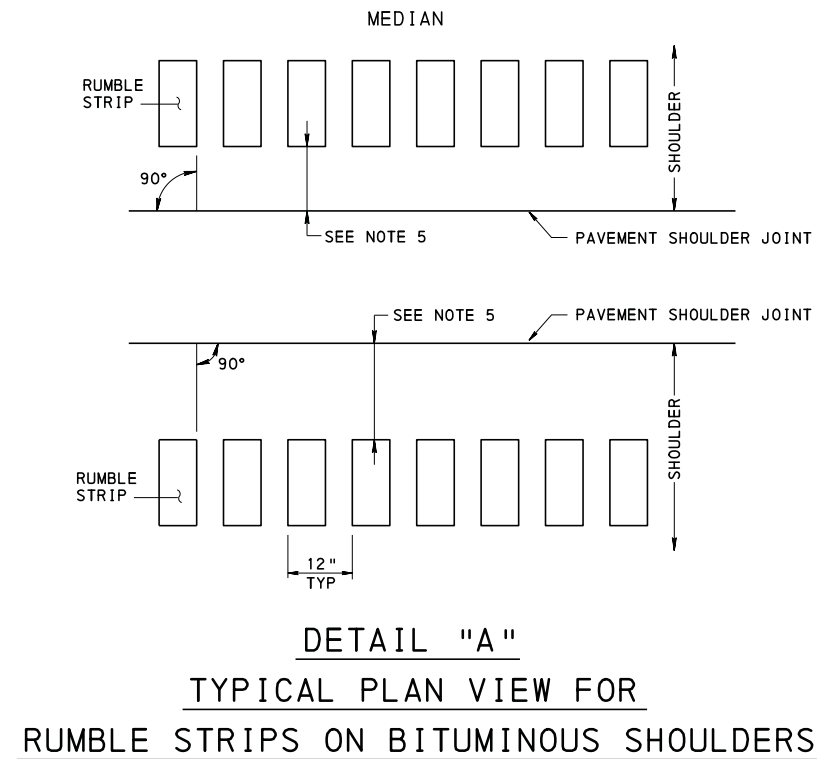 MEDIAN
RUMBLE
STRIP
SHOULDER
90°
SEE NOTE 5
PAVEMENT SHOULDER JOINT
SEE NOTE 5
PAVEMENT SHOULDER JOINT
90°
SHOULDER
RUMBLE
STRIP
12"
TYP
DETAIL "A"
TYPICAL PLAN VIEW FOR
RUMBLE STRIPS ON BITUMINOUS SHOULDERS